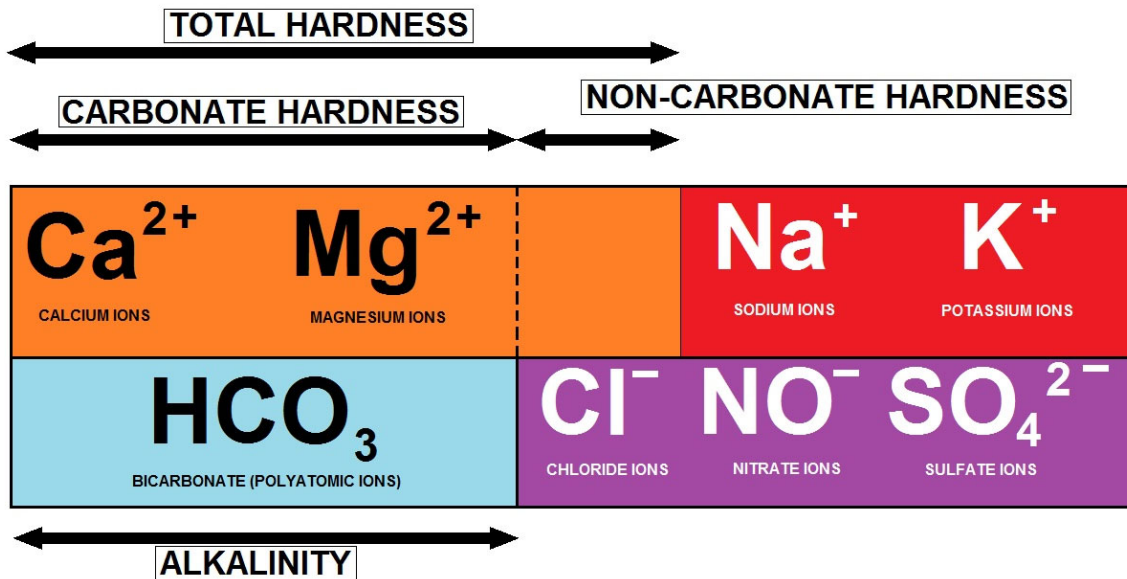 TOTAL HARDNESS
CARBONATE HARDNESS
NON-CARBONATE HARDNESS
Ca²⁺ Mg²⁺ Na⁺ K⁺
CALCIUM IONS MAGNESIUM IONS SODIUM IONS POTASSIUM IONS
HCO₃ Cl⁻ NO⁻ SO₄²⁻
BICARBONATE (POLYATOMIC IONS) CHLORIDE IONS NITRATE IONS SULFATE IONS
ALKALINITY